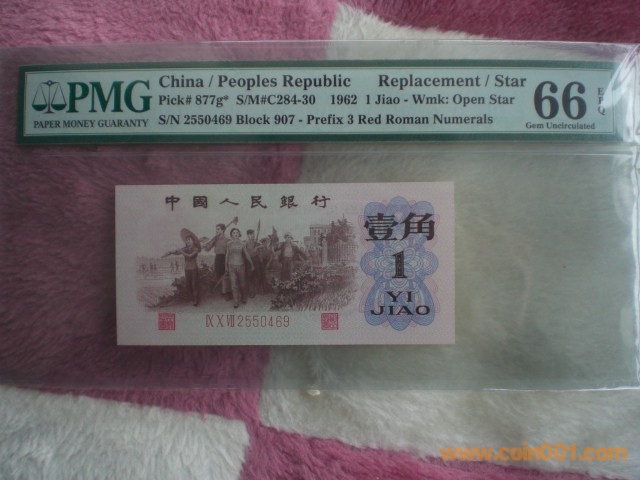 PMG
PAPER MONEY GUARANTY
China / Peoples Republic Replacement / Star
Pick# 877g* S/M#C284-30 1962 1 Jiao - Wmk: Open Star
S/N 2550469 Block 907 - Prefix 3 Red Roman Numerals
66 EPQ
Gem Uncirculated
中國人民銀行
壹角
1
YI
JIAO
IX X VII 2550469
www.coin001.com